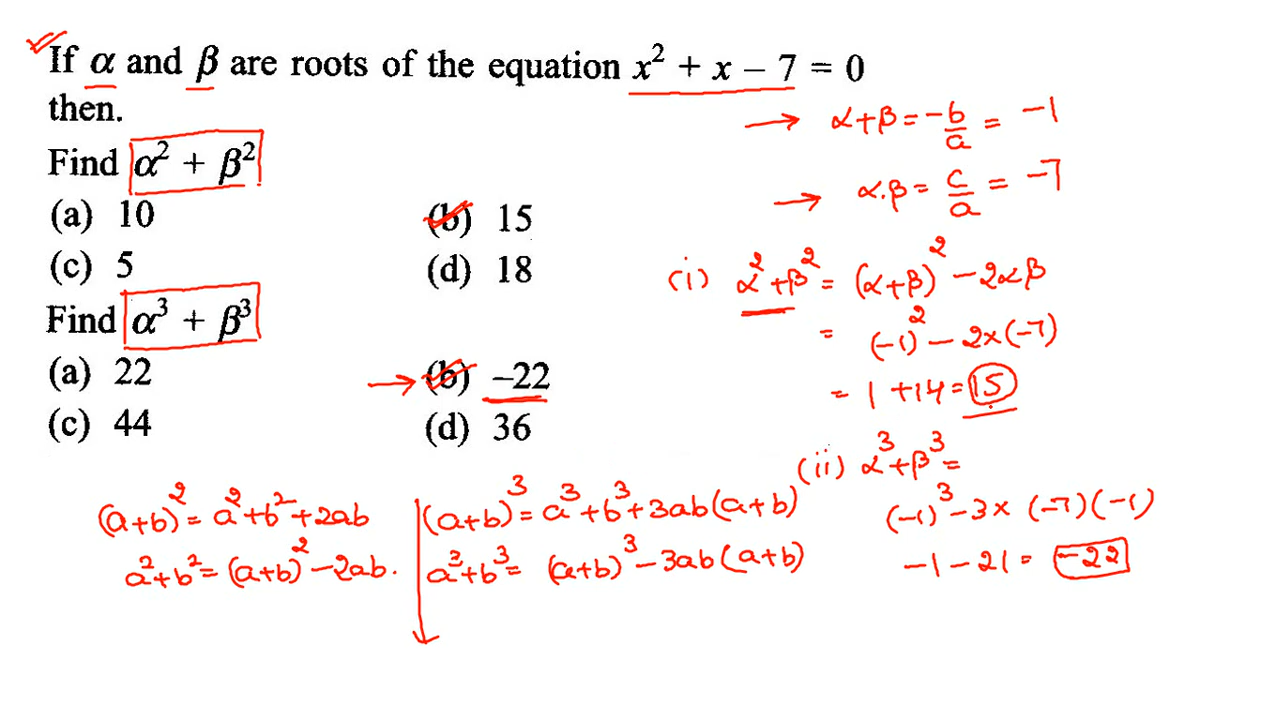 If α and β are roots of the equation x² + x – 7 = 0
then.
Find α² + β²
(a) 10 (b) 15
(c) 5 (d) 18
Find α³ + β³
(a) 22 (b) –22
(c) 44 (d) 36
→ α+β = -b/a = -1
→ α.β = c/a = -7
(i) α²+β² = (α+β)² - 2αβ
= (-1)² - 2×(-7)
= 1 + 14 = 15
(ii) α³+β³ =
(-1)³ - 3× (-7)(-1)
-1 - 21 = -22
(a+b)² = a²+b²+2ab
a²+b² = (a+b)² - 2ab.
(a+b)³ = a³+b³+3ab(a+b)
a³+b³ = (a+b)³ - 3ab(a+b)